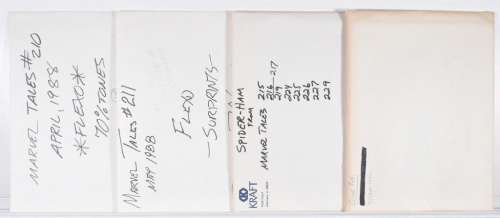 MARVEL TALES #210
APRIL, 1988
*FLEXO*
70% TONES
MARVEL TALES #211
MAY 1988
FLEXO
—SURPRINTS—
SPIDER-HAM
FROM
MARVEL TALES
215
216 — 217
219
224
225
226
227
229
KRAFT